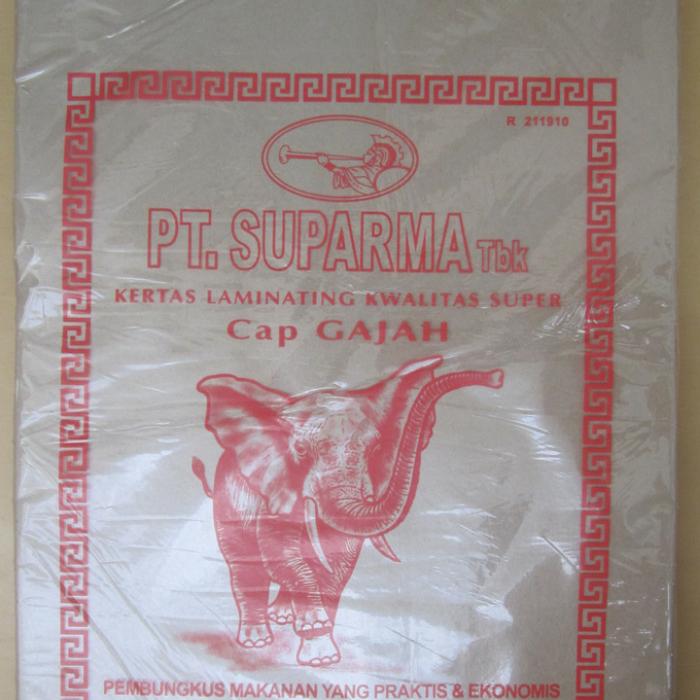 R 211910
PT. SUPARMA Tbk
KERTAS LAMINATING KWALITAS SUPER
Cap GAJAH
PEMBUNGKUS MAKANAN YANG PRAKTIS & EKONOMIS